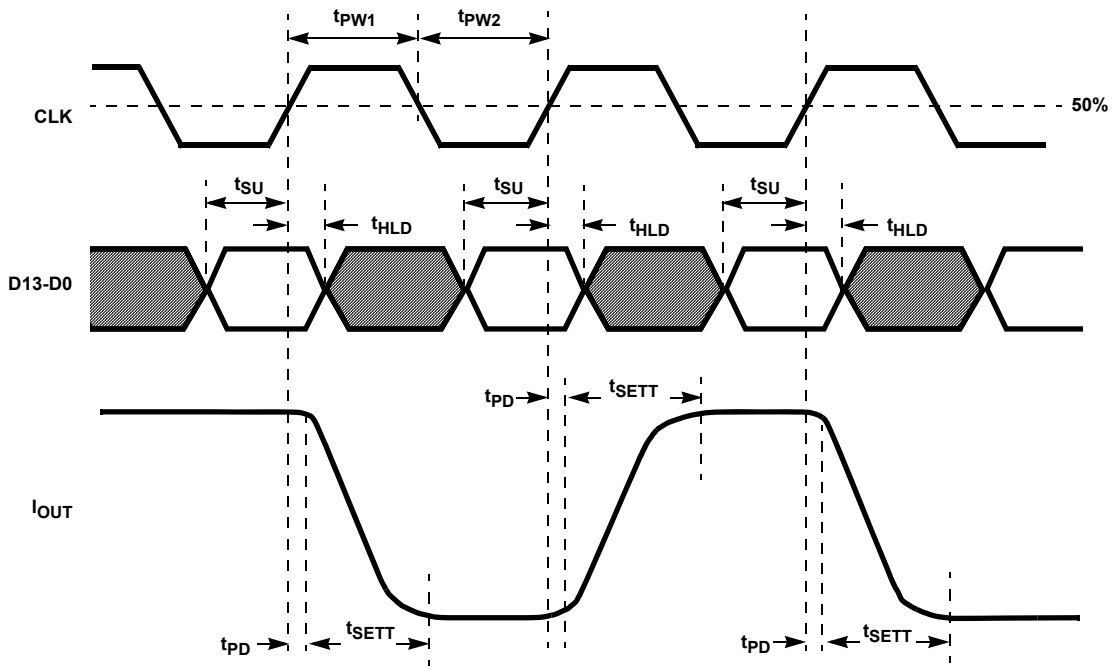 tPW1 tPW2
CLK
50%
tSU tSU tSU
tHLD tHLD tHLD
D13-D0
tPD tSETT
IOUT
tPD tSETT tPD tSETT